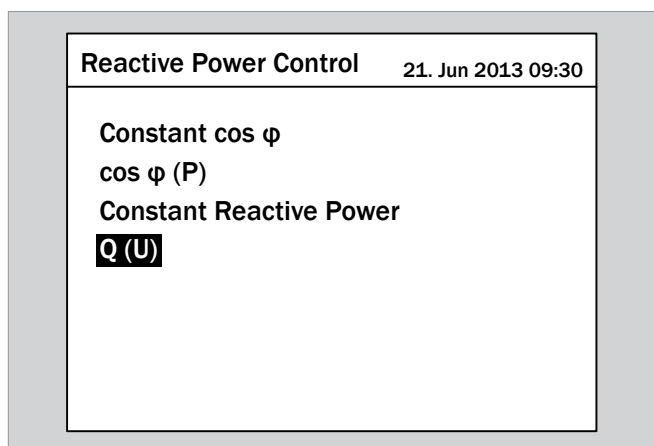 Reactive Power Control 21. Jun 2013 09:30
Constant cos φ
cos φ (P)
Constant Reactive Power
Q (U)